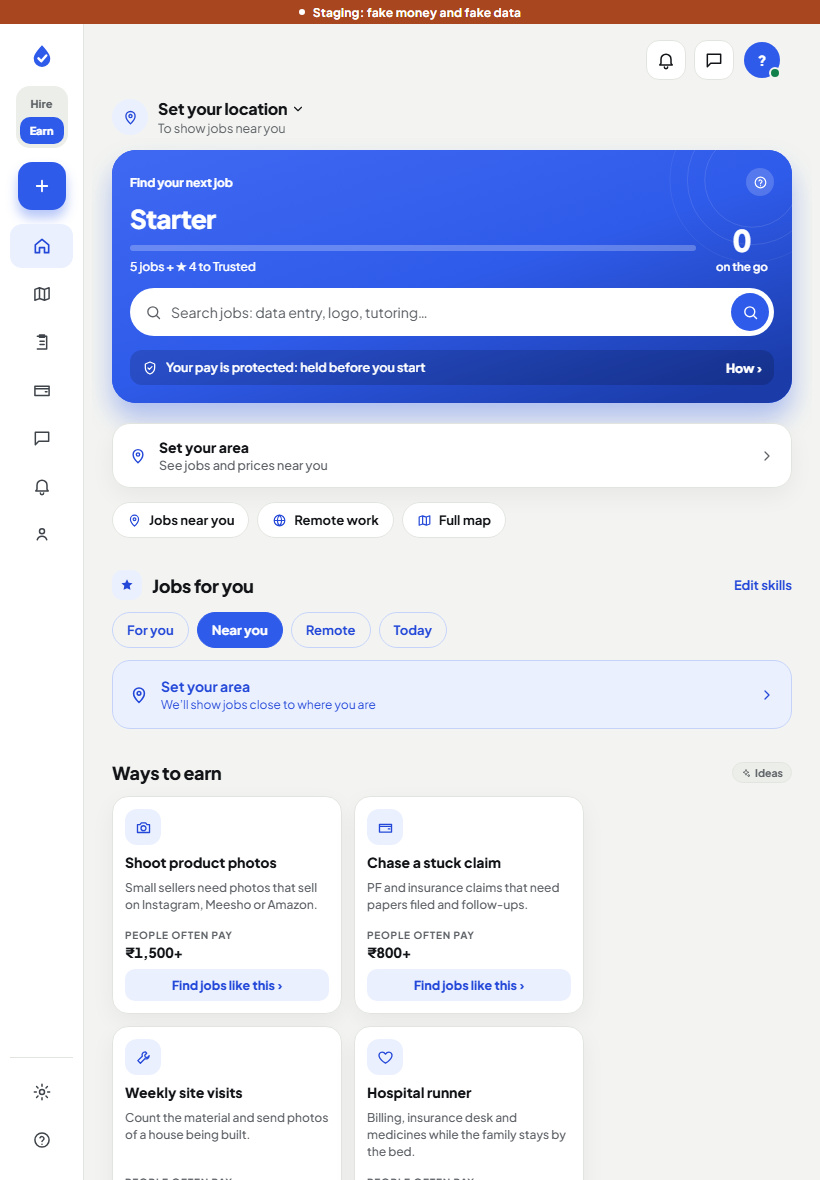 Staging: fake money and fake data
Hire
Earn
?
Set your location
To show jobs near you
Find your next job
Starter
0
5 jobs + ★ 4 to Trusted
on the go
Search jobs: data entry, logo, tutoring...
Your pay is protected: held before you start
How ›
Set your area
See jobs and prices near you
Jobs near you
Remote work
Full map
Jobs for you
Edit skills
For you
Near you
Remote
Today
Set your area
We'll show jobs close to where you are
Ways to earn
Ideas
Shoot product photos
Small sellers need photos that sell
on Instagram, Meesho or Amazon.
PEOPLE OFTEN PAY
₹1,500+
Find jobs like this ›
Chase a stuck claim
PF and insurance claims that need
papers filed and follow-ups.
PEOPLE OFTEN PAY
₹800+
Find jobs like this ›
Weekly site visits
Count the material and send photos
of a house being built.
PEOPLE OFTEN PAY
Hospital runner
Billing, insurance desk and
medicines while the family stays by
the bed.
PEOPLE OFTEN PAY